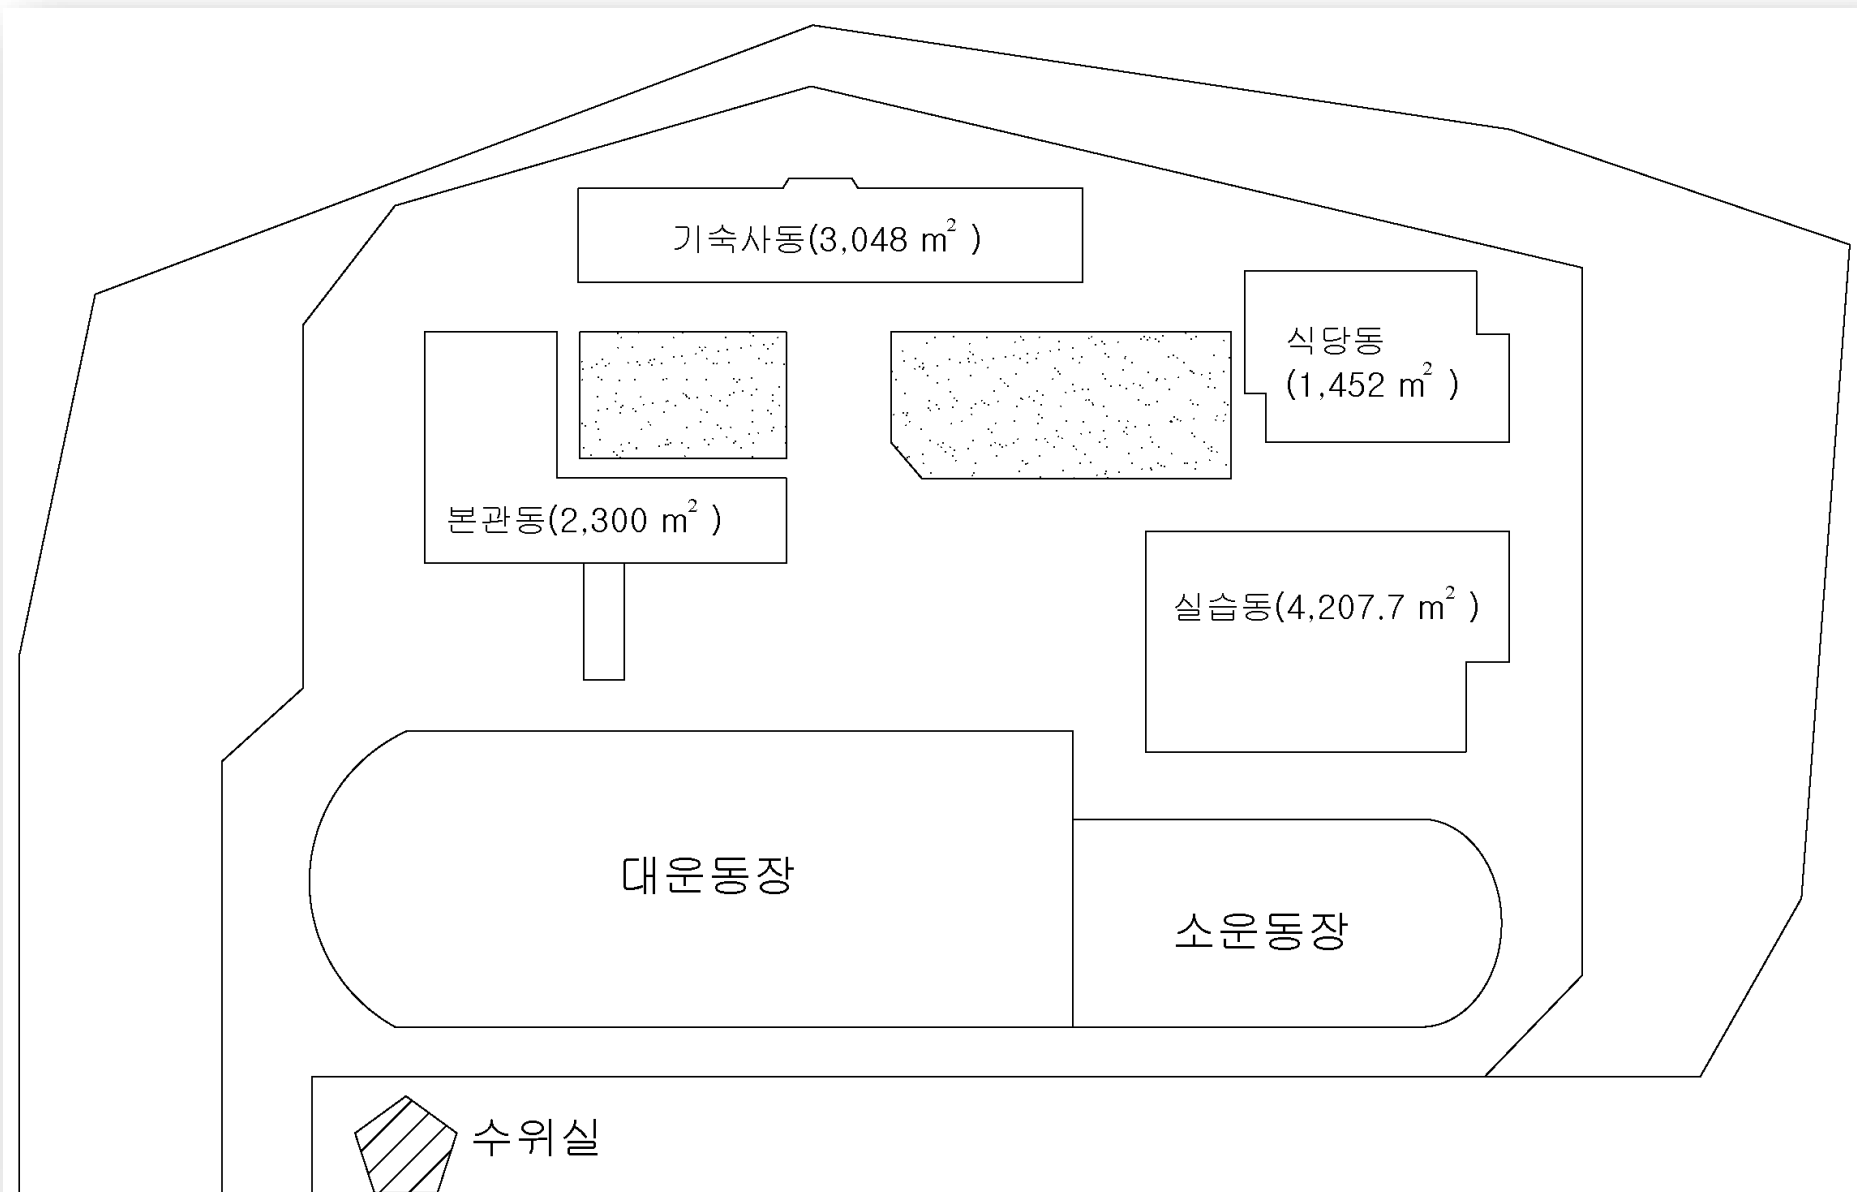 기숙사동(3,048 m² )
식당동
(1,452 m² )
본관동(2,300 m² )
실습동(4,207.7 m² )
대운동장
소운동장
수위실